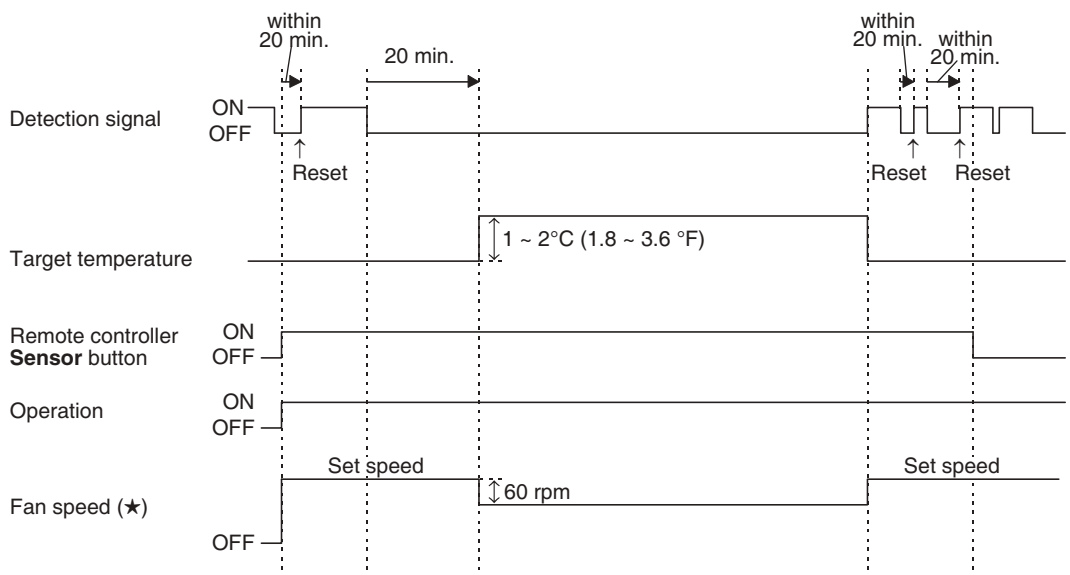 within
20 min.
20 min.
within
20 min.
within
20 min.
Detection signal
ON
OFF
↑
Reset
↑
Reset
↑
Reset
1 ~ 2°C (1.8 ~ 3.6 °F)
Target temperature
Remote controller
Sensor button
ON
OFF
Operation
ON
OFF
Set speed
Set speed
60 rpm
Fan speed (★)
OFF